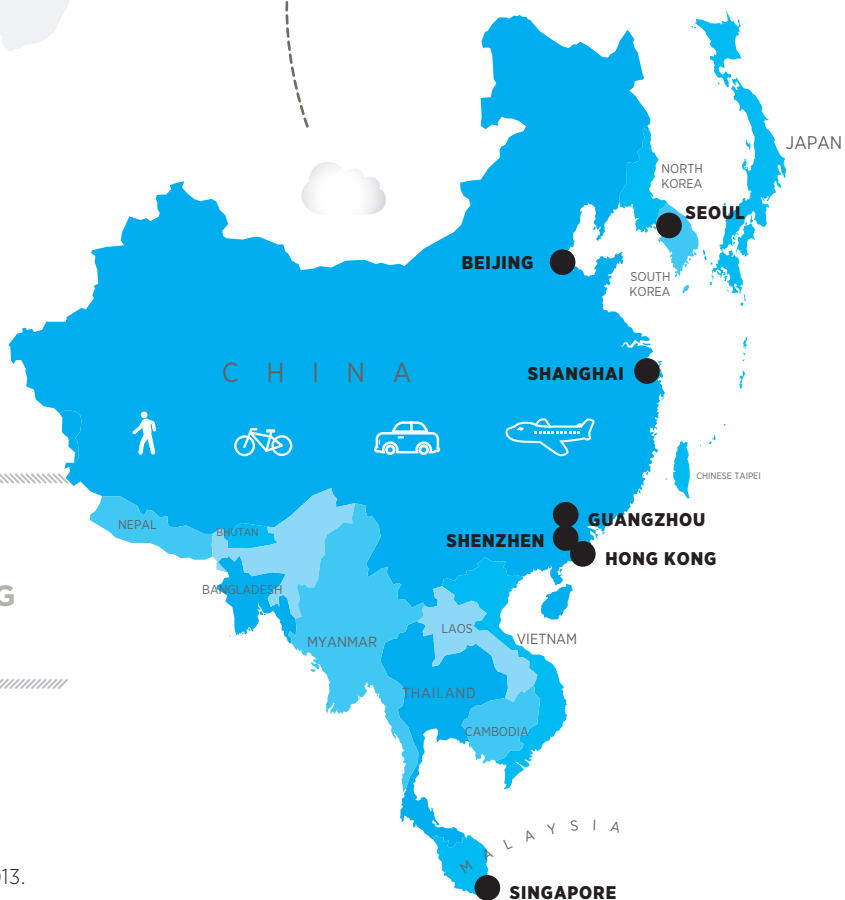 JAPAN
NORTH
KOREA
SEOUL
BEIJING
SOUTH
KOREA
C H I N A
SHANGHAI
CHINESE TAIPEI
NEPAL
BHUTAN
GUANGZHOU
SHENZHEN
HONG KONG
BANGLADESH
G
LAOS
MYANMAR
VIETNAM
THAILAND
CAMBODIA
M A L A Y S I A
13.
SINGAPORE